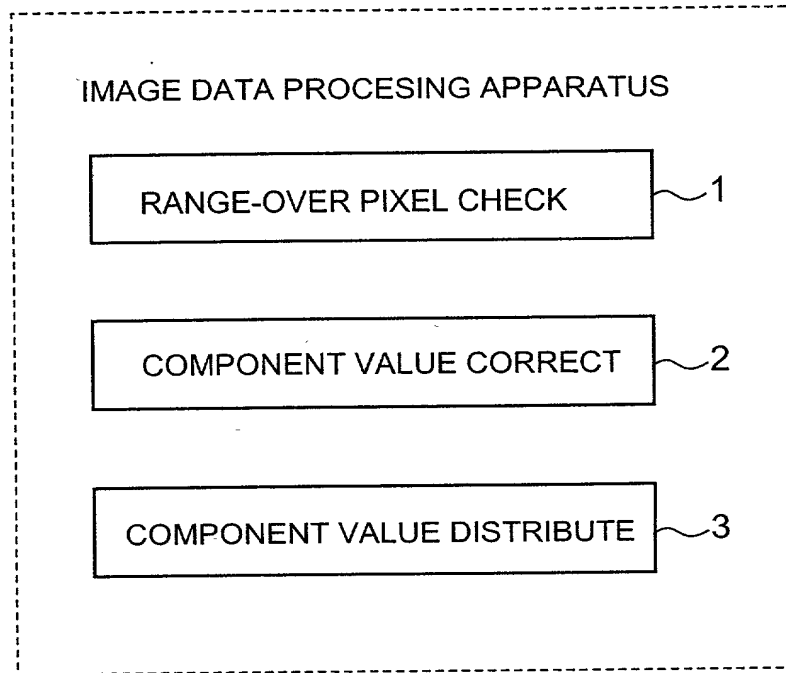 IMAGE DATA PROCESING APPARATUS
RANGE-OVER PIXEL CHECK 1
COMPONENT VALUE CORRECT 2
COMPONENT VALUE DISTRIBUTE 3